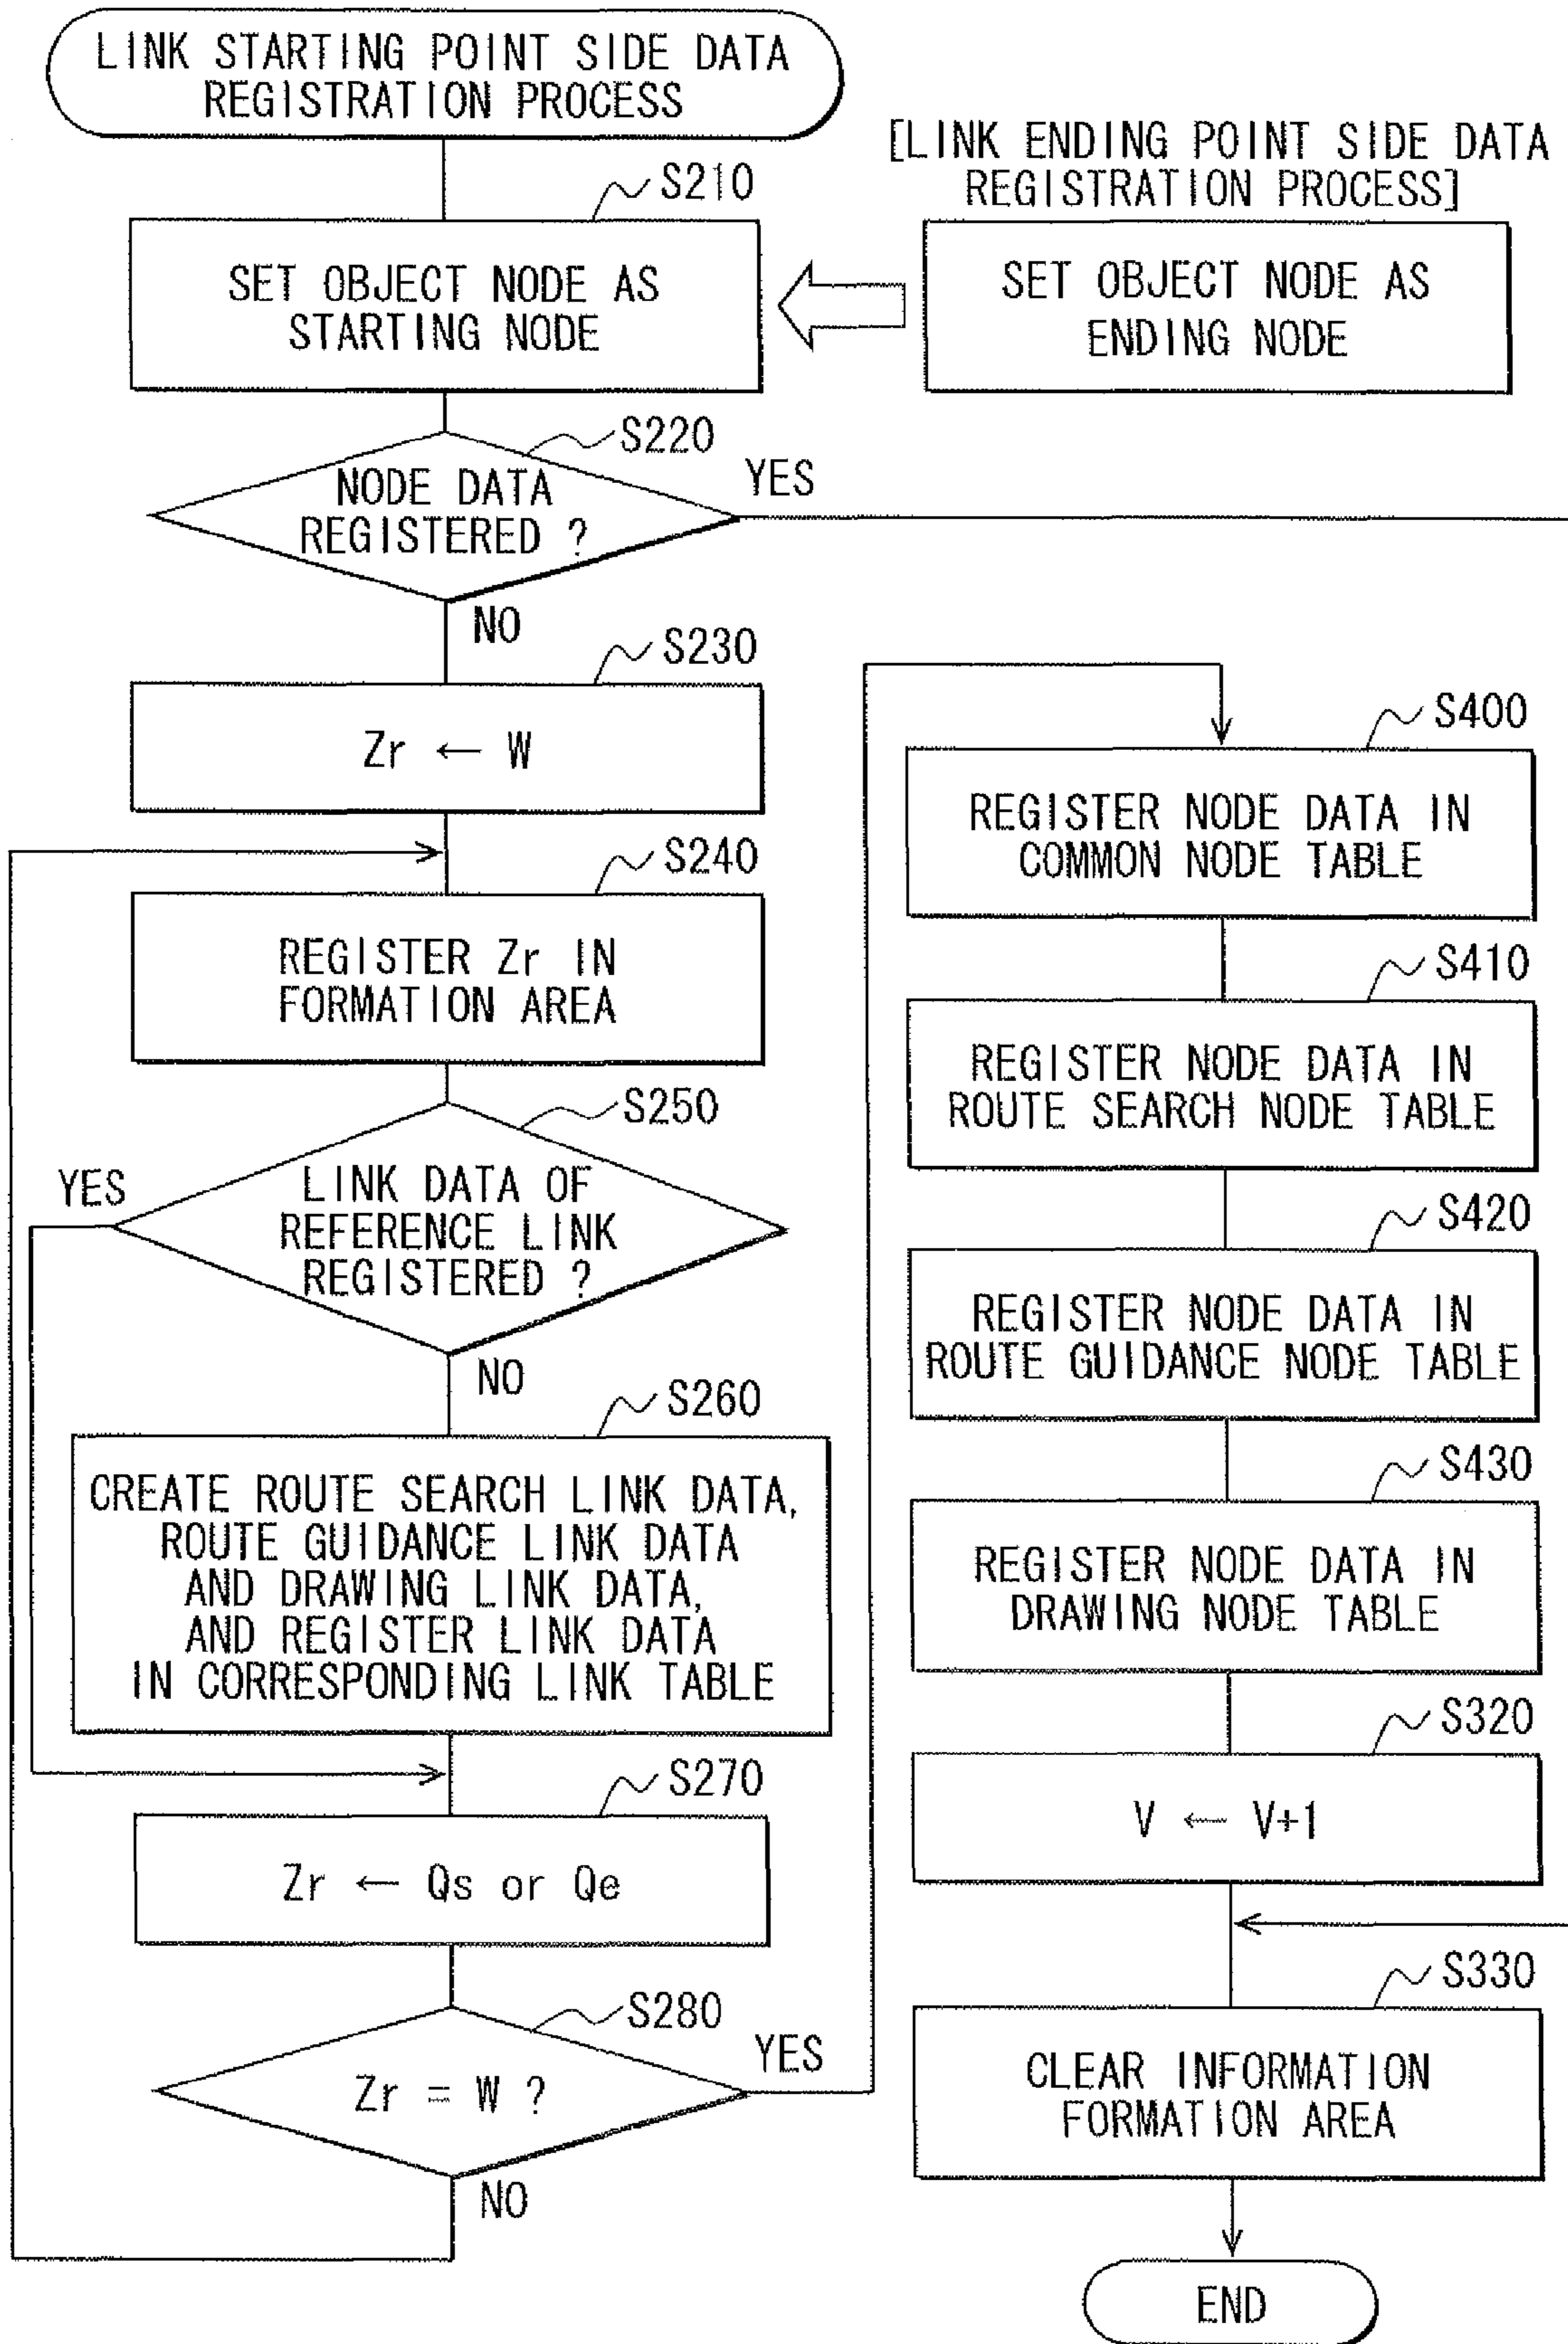 LINK STARTING POINT SIDE DATA
REGISTRATION PROCESS
[LINK ENDING POINT SIDE DATA
REGISTRATION PROCESS]
S210
SET OBJECT NODE AS
STARTING NODE
SET OBJECT NODE AS
ENDING NODE
S220
NODE DATA
REGISTERED ?
YES
NO
S230
Zr ← W
S240
REGISTER Zr IN
FORMATION AREA
S250
LINK DATA OF
REFERENCE LINK
REGISTERED ?
YES
NO
S260
CREATE ROUTE SEARCH LINK DATA,
ROUTE GUIDANCE LINK DATA
AND DRAWING LINK DATA,
AND REGISTER LINK DATA
IN CORRESPONDING LINK TABLE
S270
Zr ← Qs or Qe
S280
Zr = W ?
YES
NO
S400
REGISTER NODE DATA IN
COMMON NODE TABLE
S410
REGISTER NODE DATA IN
ROUTE SEARCH NODE TABLE
S420
REGISTER NODE DATA IN
ROUTE GUIDANCE NODE TABLE
S430
REGISTER NODE DATA IN
DRAWING NODE TABLE
S320
V ← V+1
S330
CLEAR INFORMATION
FORMATION AREA
END